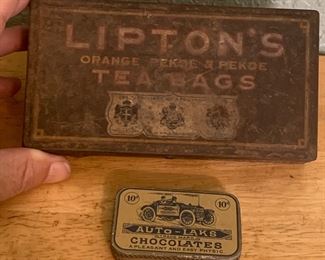 LIPTON'S
ORANGE PEKOE & PEKOE
TEA BAGS
10¢ 10¢
AUTO-LAKS
CHOCOLATES
A PLEASANT AND EASY PHYSIC